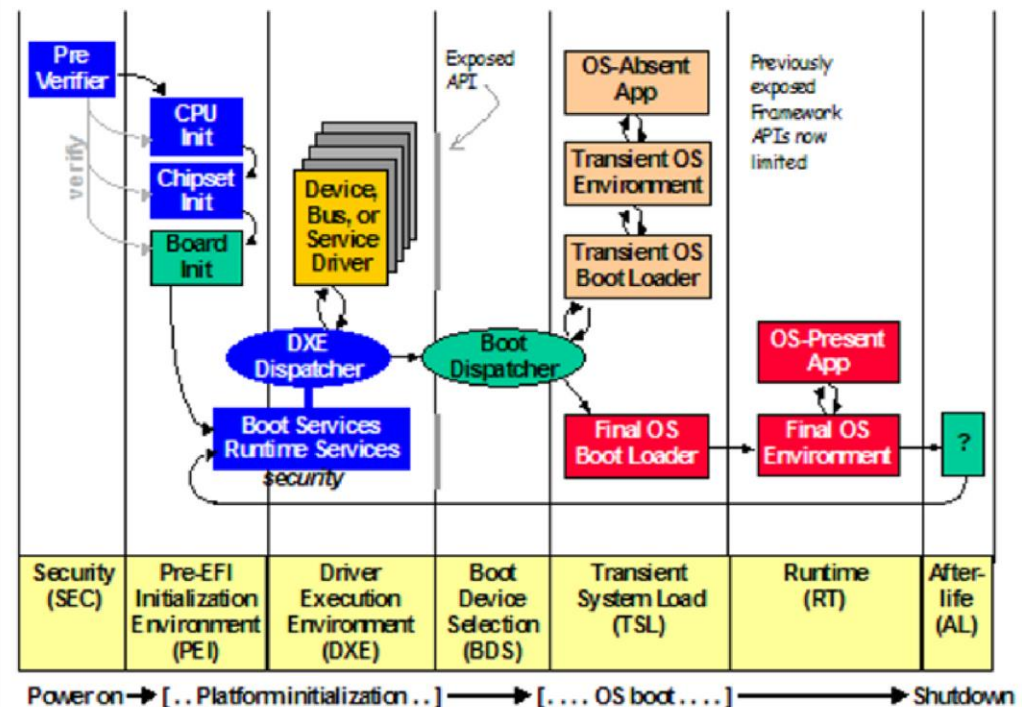 Pre
Verifier
verify
CPU
Init
Chipset
Init
Board
Init
Device,
Bus, or
Service
Driver
DXE
Dispatcher
Boot Services
Runtime Services
security
Exposed
API
Boot
Dispatcher
OS-Absent
App
Transient OS
Environment
Transient OS
Boot Loader
Final OS
Boot Loader
Previously
exposed
Framework
APIs now
limited
OS-Present
App
Final OS
Environment
?
Security
(SEC)
Pre-EFI
Initialization
Environment
(PEI)
Driver
Execution
Environment
(DXE)
Boot
Device
Selection
(BDS)
Transient
System Load
(TSL)
Runtime
(RT)
After-
life
(AL)
Power on [. . Platform initialization . .] [. . . . OS boot . . . .] Shutdown